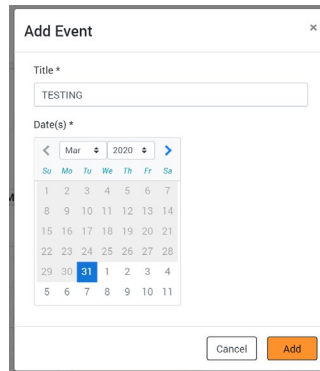 Add Event ×
Title *
TESTING
Date(s) *
Mar 2020
Su Mo Tu We Th Fr Sa
1 2 3 4 5 6 7
8 9 10 11 12 13 14
15 16 17 18 19 20 21
22 23 24 25 26 27 28
29 30 31 1 2 3 4
5 6 7 8 9 10 11
Cancel Add